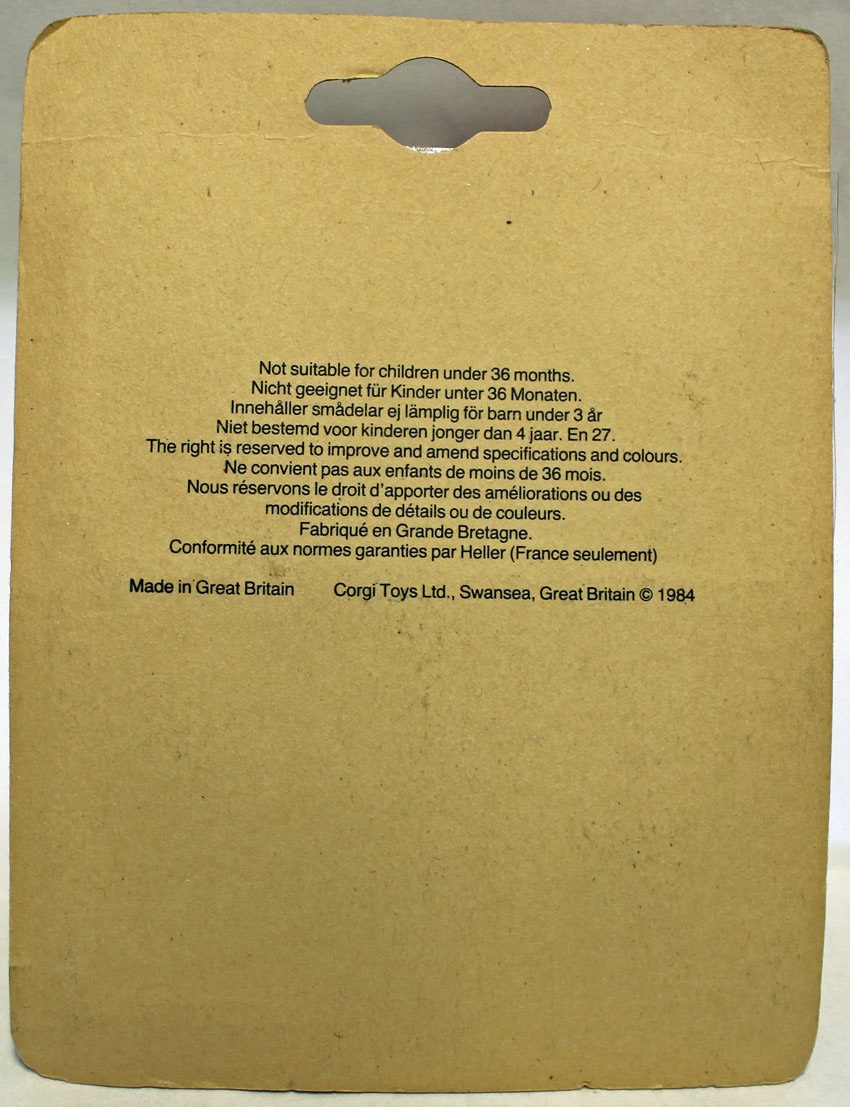 Not suitable for children under 36 months.
Nicht geeignet für Kinder unter 36 Monaten.
Innehåller smådelar ej lämplig för barn under 3 år
Niet bestemd voor kinderen jonger dan 4 jaar. En 27.
The right is reserved to improve and amend specifications and colours.
Ne convient pas aux enfants de moins de 36 mois.
Nous réservons le droit d'apporter des améliorations ou des
modifications de détails ou de couleurs.
Fabriqué en Grande Bretagne.
Conformité aux normes garanties par Heller (France seulement)
Made in Great Britain Corgi Toys Ltd., Swansea, Great Britain © 1984